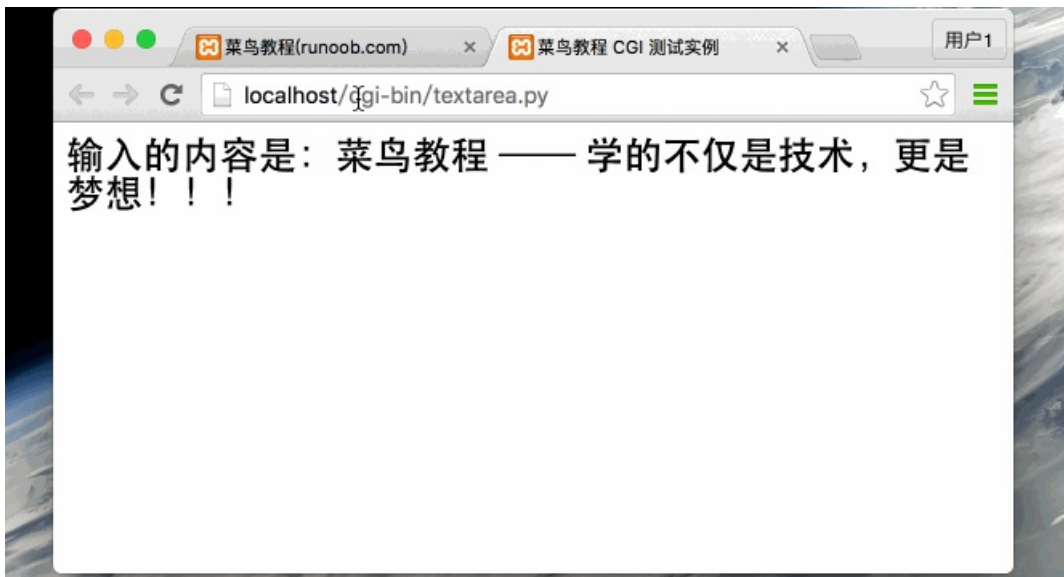 菜鸟教程(runoob.com)
菜鸟教程 CGI 测试实例
用户1
localhost/cgi-bin/textarea.py
输入的内容是：菜鸟教程 —— 学的不仅是技术，更是
梦想！！！